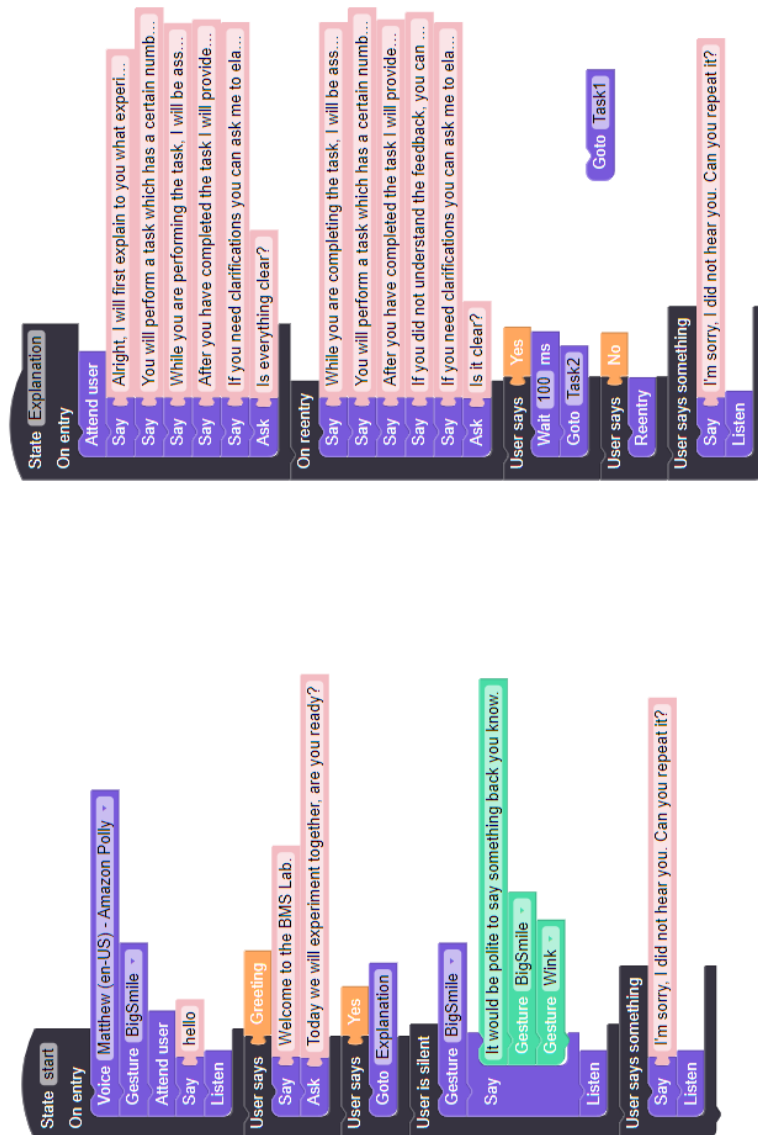 State start
On entry
Voice Matthew (en-US) - Amazon Polly
Gesture BigSmile
Attend user
Say hello
Listen
User says Greeting
Say Welcome to the BMS Lab.
Ask Today we will experiment together, are you ready?
User says Yes
Goto Explanation
User is silent
Gesture BigSmile
Say It would be polite to say something back you know.
Gesture BigSmile
Gesture Wink
Listen
User says something
Say I'm sorry, I did not hear you. Can you repeat it?
Listen
State Explanation
On entry
Attend user
Say Alright, I will first explain to you what experi...
Say You will perform a task which has a certain numb...
Say While you are performing the task, I will be ass...
Say After you have completed the task I will provide...
Say If you need clarifications you can ask me to ela...
Ask Is everything clear?
On reentry
Say While you are completing the task, I will be ass...
Say You will perform a task which has a certain numb...
Say After you have completed the task I will provide...
Say If you did not understand the feedback, you can ...
Say If you need clarifications you can ask me to ela...
Ask Is it clear?
User says Yes
Wait 100 ms
Goto Task2
User says No
Reentry
User says something
Say I'm sorry, I did not hear you. Can you repeat it?
Listen
Goto Task1